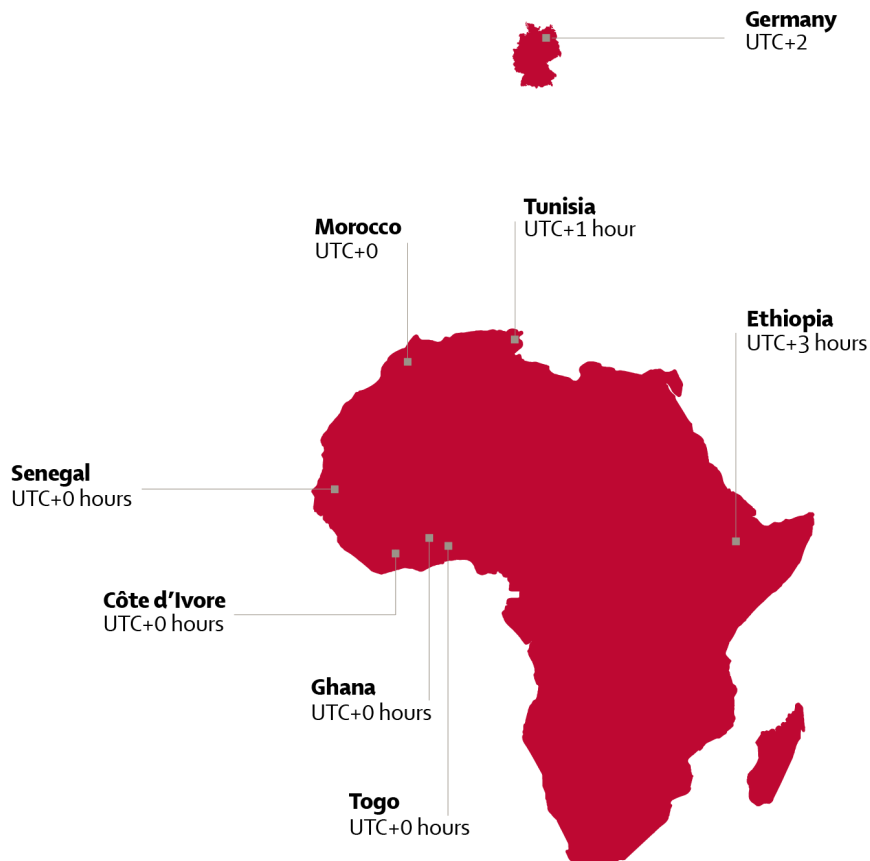 Germany
UTC+2
Tunisia
UTC+1 hour
Morocco
UTC+0
Ethiopia
UTC+3 hours
Senegal
UTC+0 hours
Côte d’Ivore
UTC+0 hours
Ghana
UTC+0 hours
Togo
UTC+0 hours